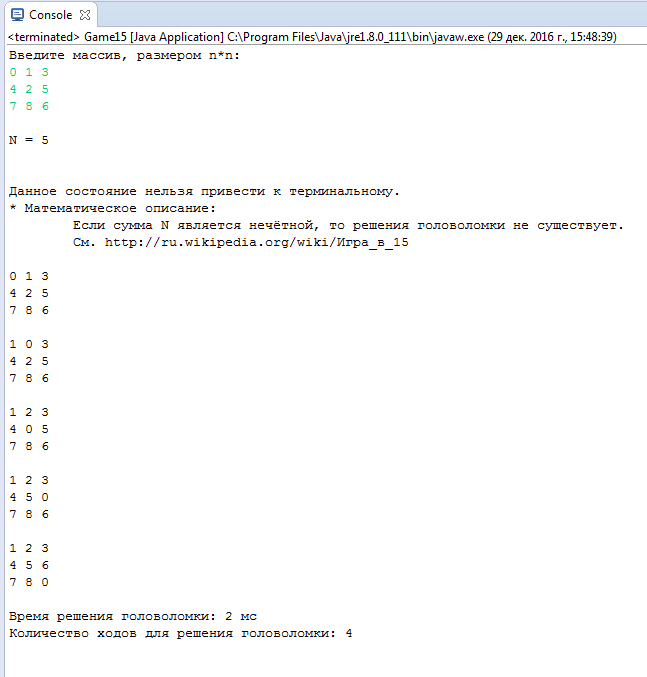 Console
<terminated> Game15 [Java Application] C:\Program Files\Java\jre1.8.0_111\bin\javaw.exe (29 дек. 2016 г., 15:48:39)
Введите массив, размером n*n:
0 1 3
4 2 5
7 8 6
N = 5
Данное состояние нельзя привести к терминальному.
* Математическое описание:
Если сумма N является нечётной, то решения головоломки не существует.
См. http://ru.wikipedia.org/wiki/Игра_в_15
0 1 3
4 2 5
7 8 6
1 0 3
4 2 5
7 8 6
1 2 3
4 0 5
7 8 6
1 2 3
4 5 0
7 8 6
1 2 3
4 5 6
7 8 0
Время решения головоломки: 2 мс
Количество ходов для решения головоломки: 4